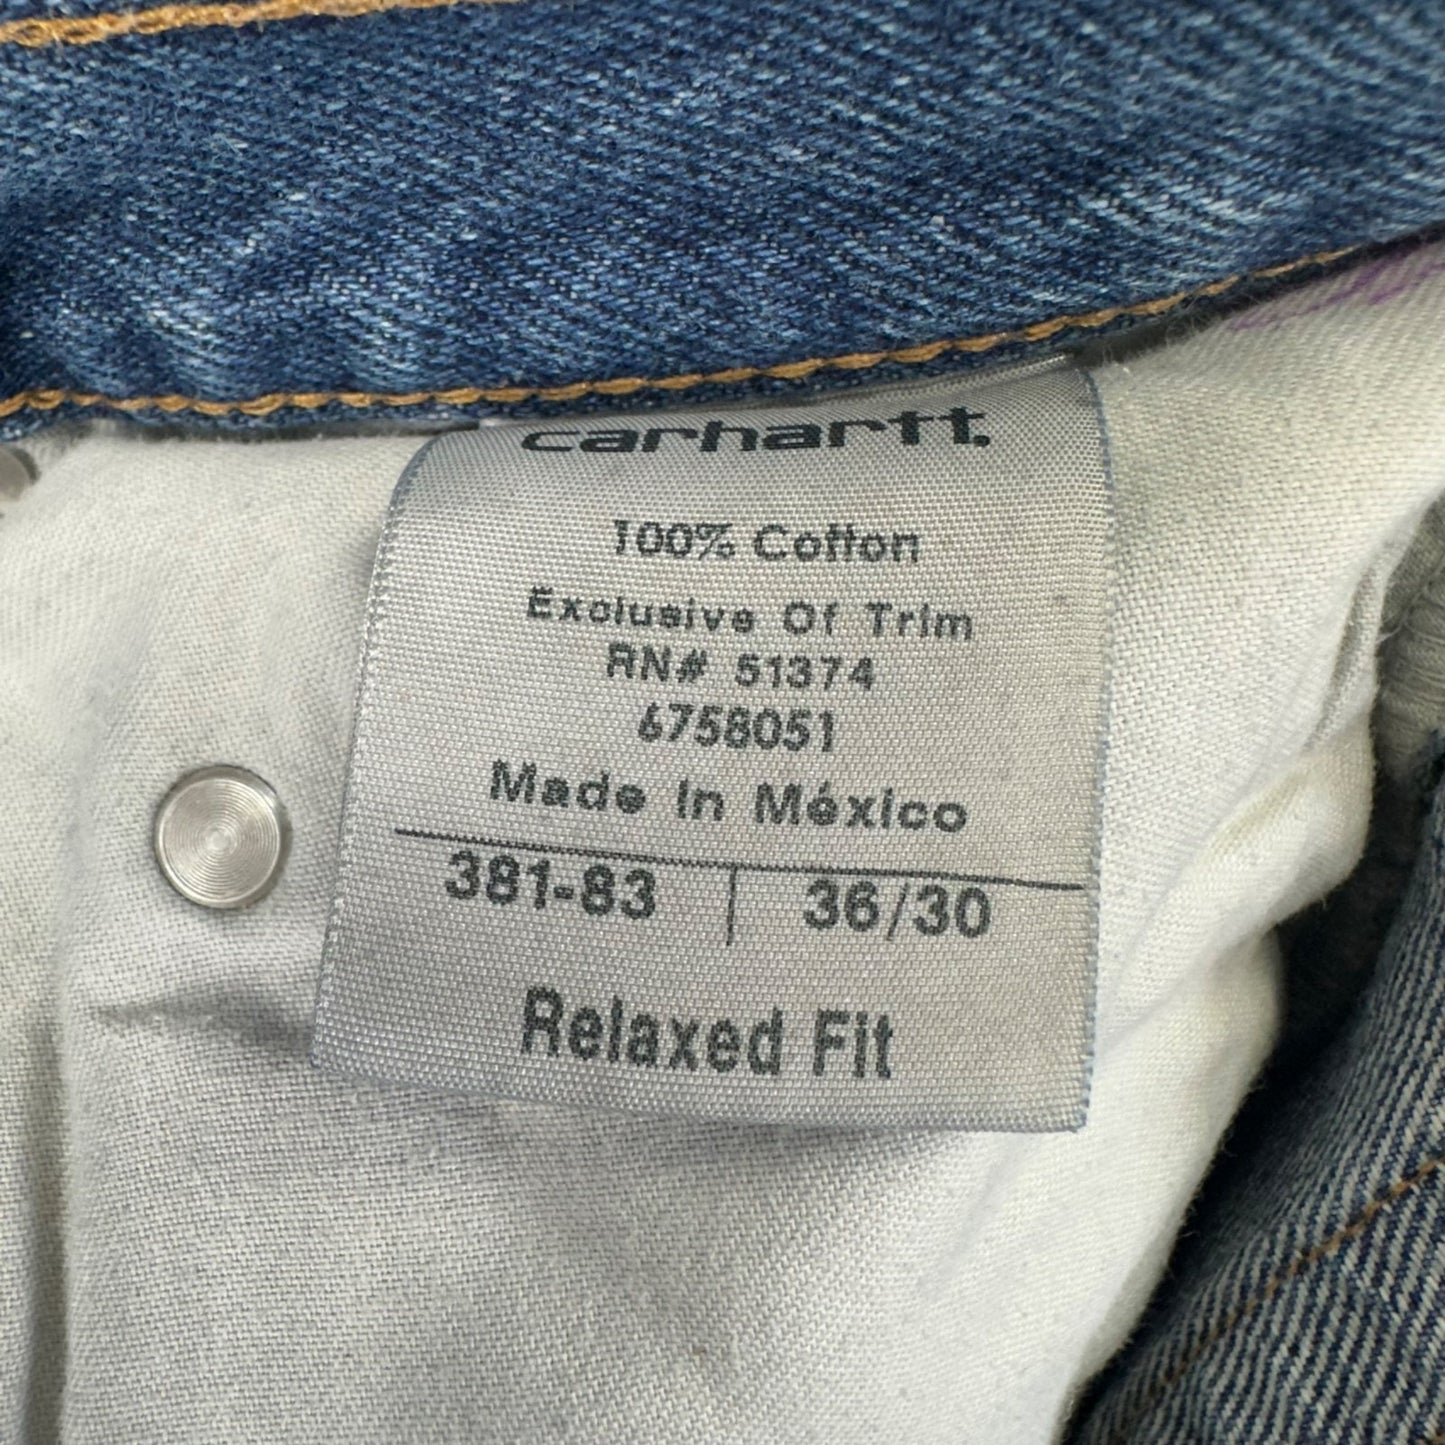 carhartt.
100% Cotton
Exclusive Of Trim
RN# 51374
6758051
Made In México
381-83 | 36/30
Relaxed Fit